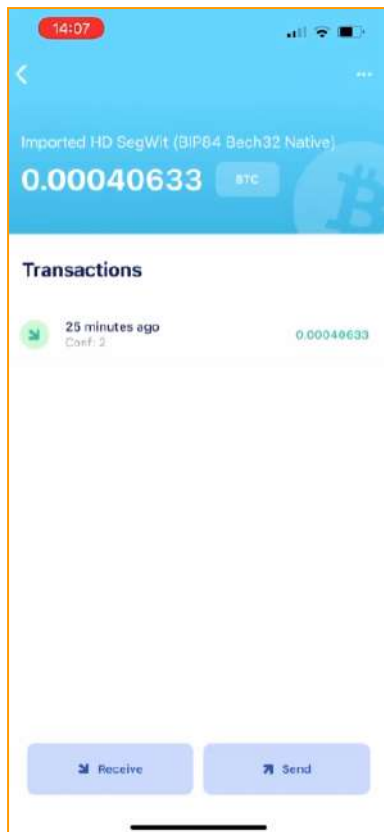 14:07
Imported HD SegWit (BIP84 Bech32 Native)
0.00040633 BTC
Transactions
25 minutes ago
0.00040633
Conf: 2
Receive
Send